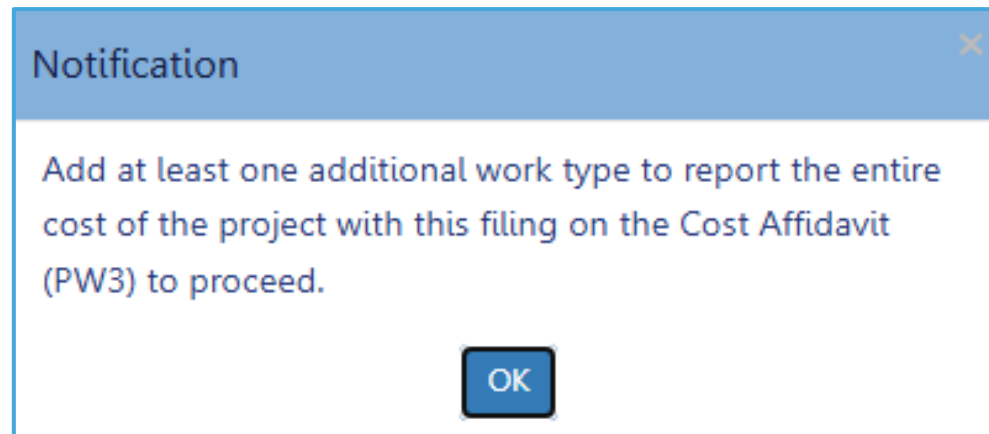 Notification
Add at least one additional work type to report the entire
cost of the project with this filing on the Cost Affidavit
(PW3) to proceed.
OK